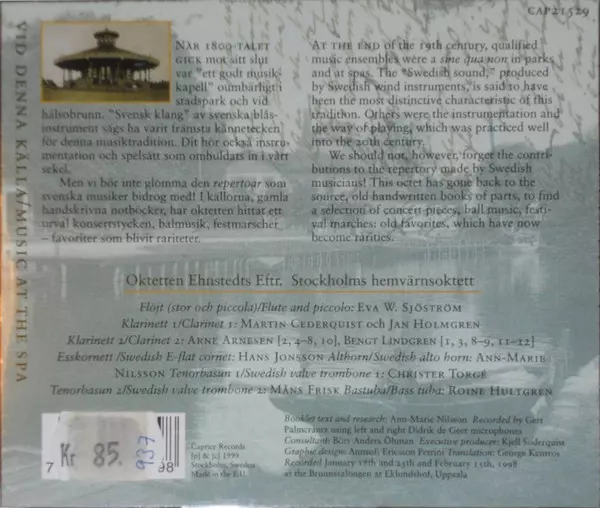 CAP21529
VID DENNA KÄLLA/MUSIC AT THE SPA
NÄR 1800-TALET
GICK mot sitt slut
var "ett godt musik-
kapell" oumbärligt i
stadspark och vid
hälsobrunn. "Svensk klang" av svenska blås-
instrument sägs ha varit främsta kännetecken
för denna musiktradition. Dit hör också instru-
mentation och spelsätt som ombuldats in i vårt
sekel.
Men vi bör inte glömma den repertoar som
svenska musiker bidrog med! I källorna, gamla
handskrivna notböcker, har oktetten hittat ett
urval konsertstycken, balmusik, festmarscher
– favoriter som blivit rariteter.
AT THE END of the 19th century, qualified
music ensembles were a sine qua non in parks
and at spas. The "Swedish sound," produced
by Swedish wind instruments, is said to have
been the most distinctive characteristic of this
tradition. Others were the instrumentation and
the way of playing, which was practiced well
into the 20th century.
We should not, however, forget the contri-
butions to the repertory made by Swedish
musicians! This octet has gone back to the
source, old handwritten books of parts, to find
a selection of concert pieces, ball music, festi-
val marches: old favorites, which have now
become rarities.
Oktetten Ehnstedts Eftr. Stockholms hemvärnsoktett
Flöjt (stor och piccola)/Flute and piccolo: EVA W. SJÖSTRÖM
Klarinett 1/Clarinet 1: MARTIN CEDERQUIST och JAN HOLMGREN
Klarinett 2/Clarinet 2: ARNE ARNESEN [2, 4–8, 10], BENGT LINDGREN [1, 3, 8–9, 11–12]
Esskornett /Swedish E-flat cornet: HANS JONSSON Althorn/Swedish alto horn: ANN-MARIE
NILSSON Tenorbasun 1/Swedish valve trombone 1: CHRISTER TORGÉ
Tenorbasun 2/Swedish valve trombone 2: MÅNS FRISK Bastuba/Bass tuba: ROINE HULTGREN
Booklet text and research: Ann-Marie Nilsson Recorded by Gert
Palmcrantz using left and right Didrik de Geer microphones
Consultant: Börs Anders Öhman Executive producer: Kjell Söderquist
Graphic design: Anmari Ericsson Petrini Translation: George Kentros
Recorded January 18th and 25th and February 15th, 1998
at the Brunnssalongen at Eklundshof, Uppsala
Caprice Records
(p) & (c) 1999
Stockholm, Sweden
Made in the E.U.
Kr 85.
937
7
98